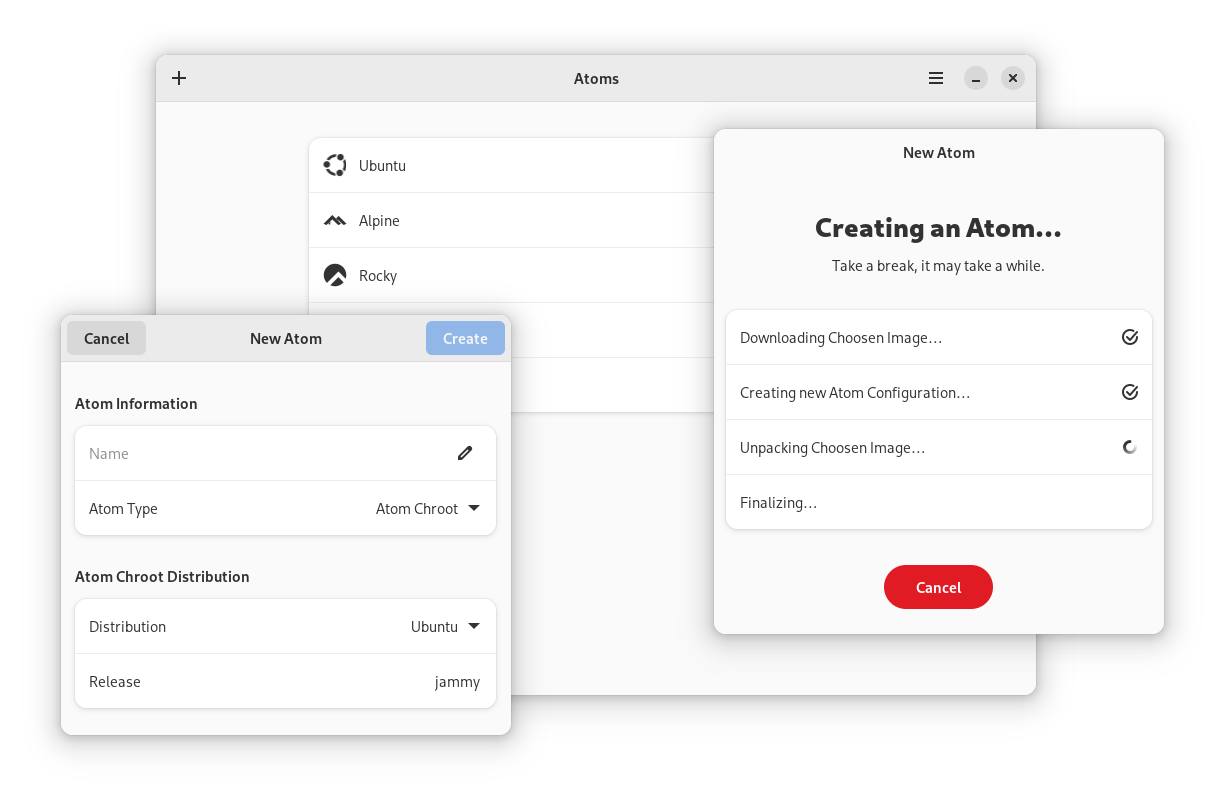 Atoms
Ubuntu
Alpine
Rocky
New Atom
Creating an Atom...
Take a break, it may take a while.
Downloading Choosen Image...
Creating new Atom Configuration...
Unpacking Choosen Image...
Finalizing...
Cancel
Cancel New Atom Create
Atom Information
Name
Atom Type Atom Chroot
Atom Chroot Distribution
Distribution Ubuntu
Release jammy